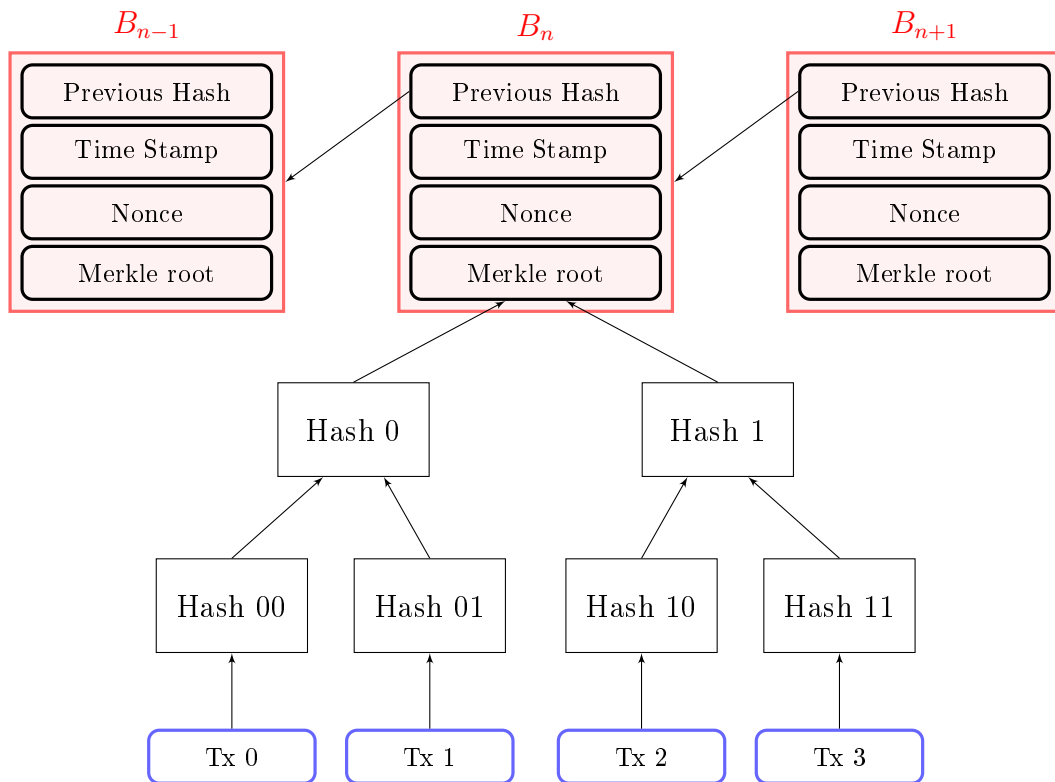 B_{n-1} B_n B_{n+1}
Previous Hash Previous Hash Previous Hash
Time Stamp Time Stamp Time Stamp
Nonce Nonce Nonce
Merkle root Merkle root Merkle root
Hash 0 Hash 1
Hash 00 Hash 01 Hash 10 Hash 11
Tx 0 Tx 1 Tx 2 Tx 3